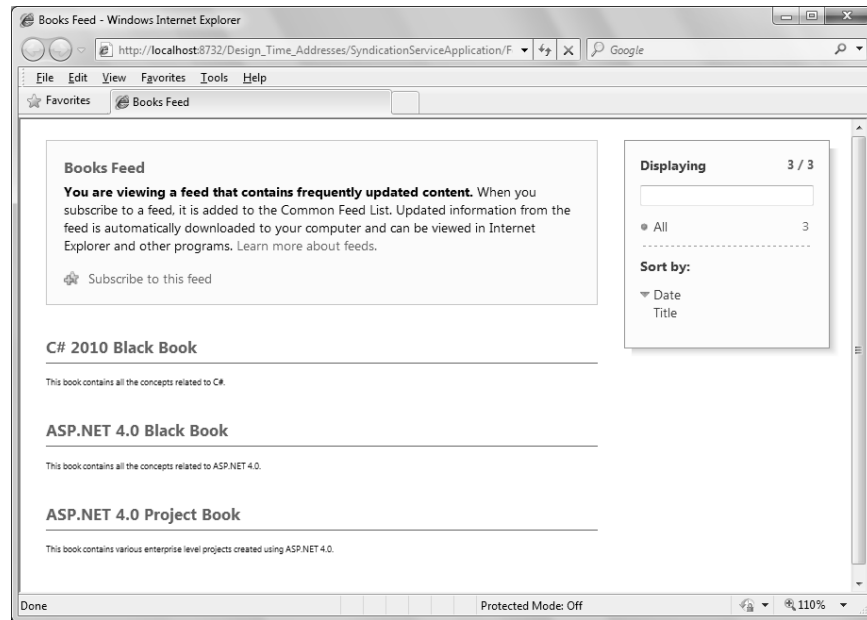 Books Feed - Windows Internet Explorer
http://localhost:8732/Design_Time_Addresses/SyndicationServiceApplication/F
Google
File Edit View Favorites Tools Help
Favorites
Books Feed
Books Feed
You are viewing a feed that contains frequently updated content. When you
subscribe to a feed, it is added to the Common Feed List. Updated information from the
feed is automatically downloaded to your computer and can be viewed in Internet
Explorer and other programs. Learn more about feeds.
Subscribe to this feed
Displaying 3 / 3
All 3
Sort by:
Date
Title
C# 2010 Black Book
This book contains all the concepts related to C#.
ASP.NET 4.0 Black Book
This book contains all the concepts related to ASP.NET 4.0.
ASP.NET 4.0 Project Book
This book contains various enterprise level projects created using ASP.NET 4.0.
Done
Protected Mode: Off
110%